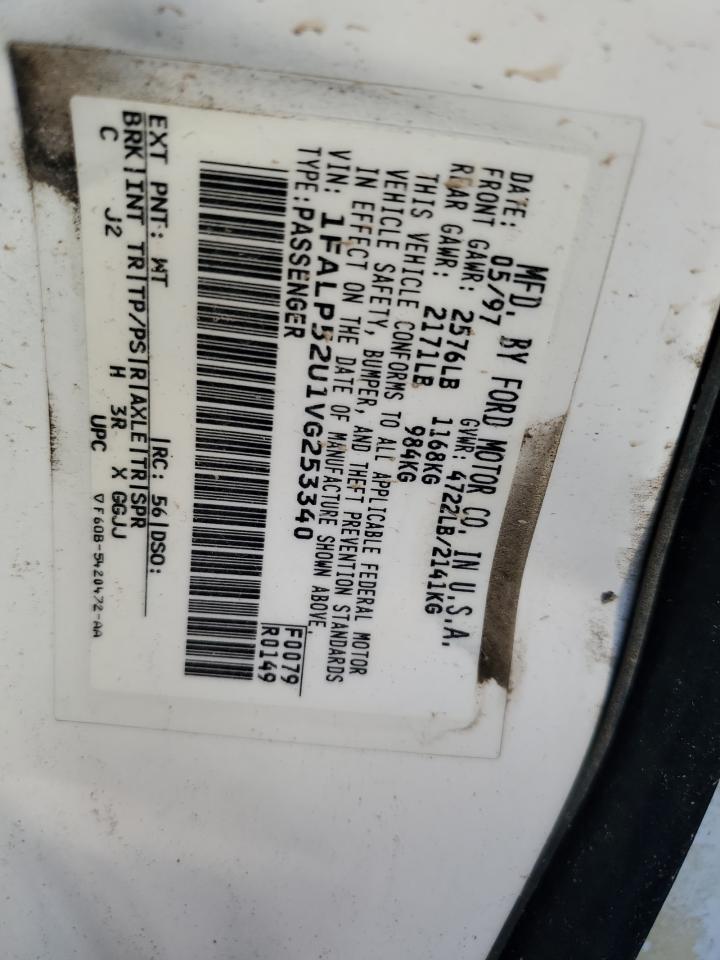 MFD. BY FORD MOTOR CO. IN U.S.A.
DATE: 05/97 GVWR: 4722LB/2141KG
FRONT GAWR: 2576LB 1168KG
REAR GAWR: 2171LB 984KG
THIS VEHICLE CONFORMS TO ALL APPLICABLE FEDERAL MOTOR
VEHICLE SAFETY, BUMPER, AND THEFT PREVENTION STANDARDS
IN EFFECT ON THE DATE OF MANUFACTURE SHOWN ABOVE.
VIN: 1FALP52U1VG253340 F0079
TYPE: PASSENGER R0149
EXT PNT: WT RC: 56 DSO:
BRK INT TR TP/PS R AXLE TR SPR
C J2 H 3R X GGJJ
UPC
▽F60B-5420472-AA